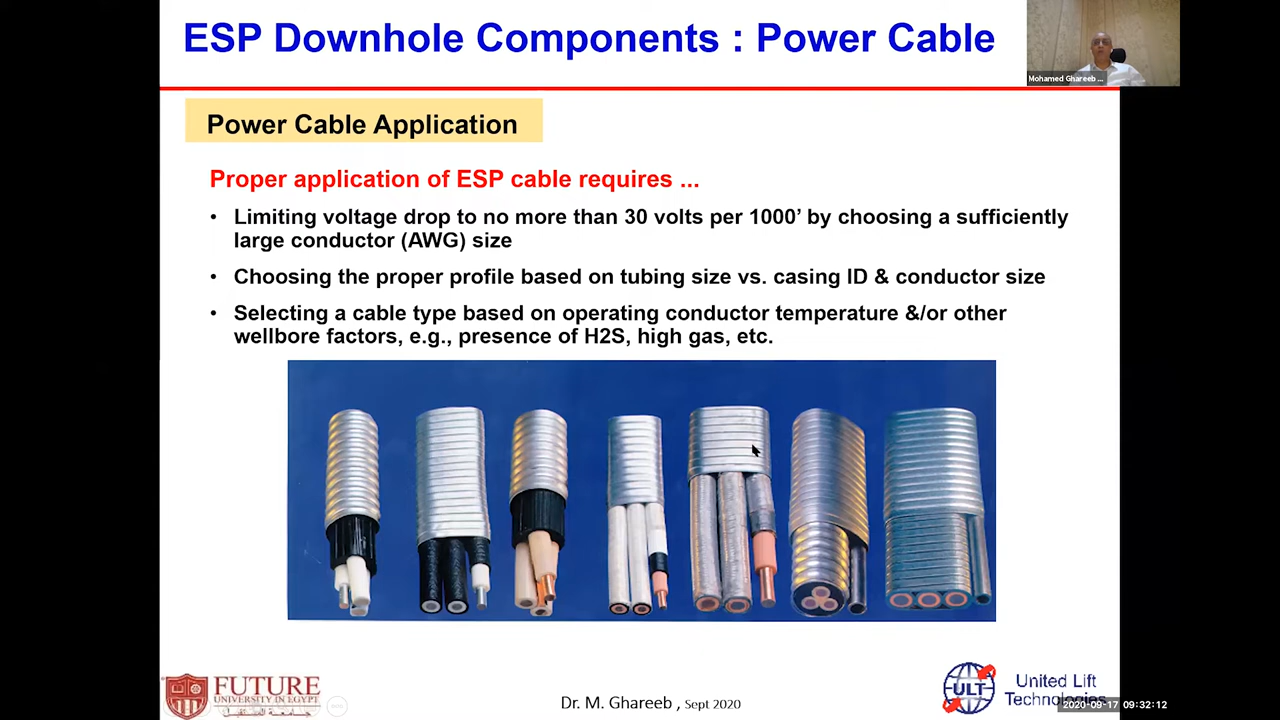 ESP Downhole Components : Power Cable
Mohamed Ghareeb ...
Power Cable Application
Proper application of ESP cable requires ...
• Limiting voltage drop to no more than 30 volts per 1000’ by choosing a sufficiently
large conductor (AWG) size
• Choosing the proper profile based on tubing size vs. casing ID & conductor size
• Selecting a cable type based on operating conductor temperature &/or other
wellbore factors, e.g., presence of H2S, high gas, etc.
FUTURE
UNIVERSITY IN EGYPT
جامعة المستقبل
Dr. M. Ghareeb , Sept 2020
ULT
United Lift
Technologies
2020-09-17 09:32:12